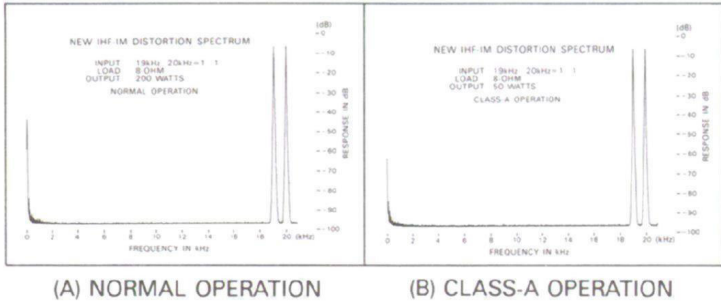 NEW IHF-IM DISTORTION SPECTRUM
INPUT 19kHz 20kHz=1 1
LOAD 8 OHM
OUTPUT 200 WATTS
NORMAL OPERATION
(dB)
-0
-10
-20
-30
-40
-50
-60
-70
-80
-90
-100
RESPONSE IN dB
0 2 4 6 8 10 12 14 16 18 20 (kHz)
FREQUENCY IN kHz
(A) NORMAL OPERATION
NEW IHF-IM DISTORTION SPECTRUM
INPUT 19kHz 20kHz=1 1
LOAD 8 OHM
OUTPUT 50 WATTS
CLASS-A OPERATION
(dB)
-0
-10
-20
-30
-40
-50
-60
-70
-80
-90
-100
RESPONSE IN dB
0 2 4 6 8 10 12 14 16 18 20 (kHz)
FREQUENCY IN kHz
(B) CLASS-A OPERATION